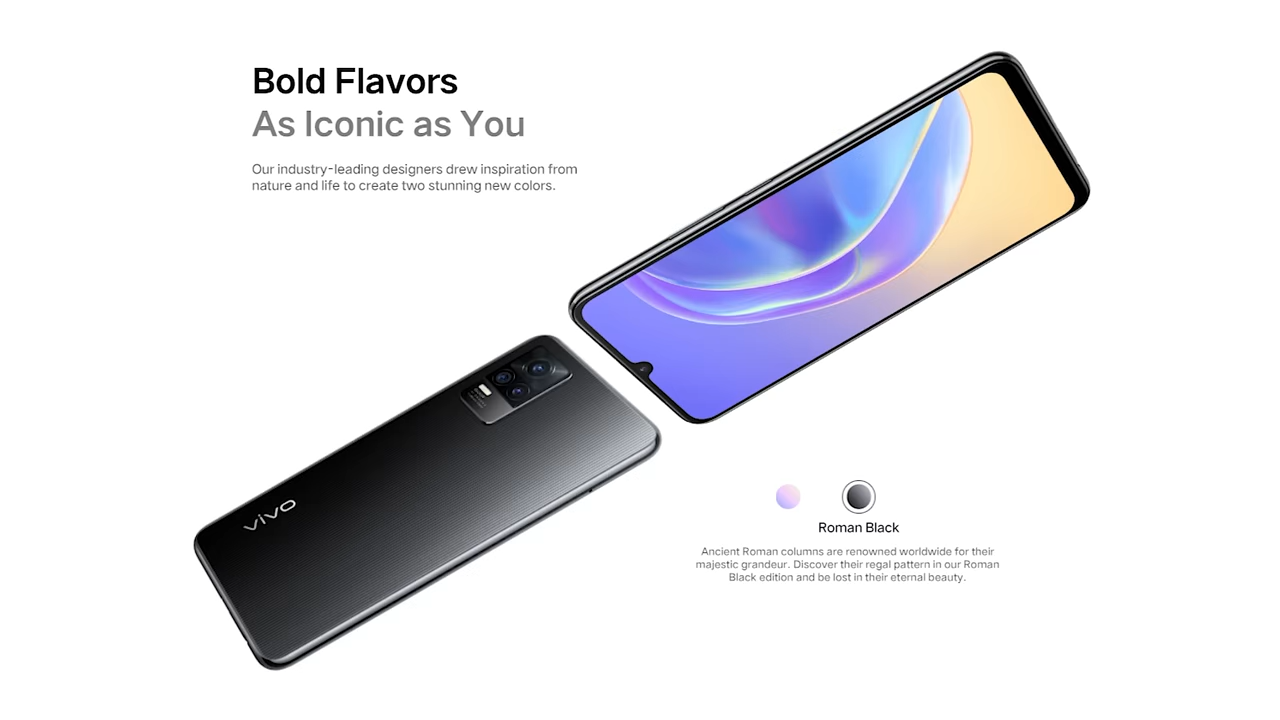 Bold Flavors
As Iconic as You
Our industry-leading designers drew inspiration from
nature and life to create two stunning new colors.
vivo
Roman Black
Ancient Roman columns are renowned worldwide for their
majestic grandeur. Discover their regal pattern in our Roman
Black edition and be lost in their eternal beauty.